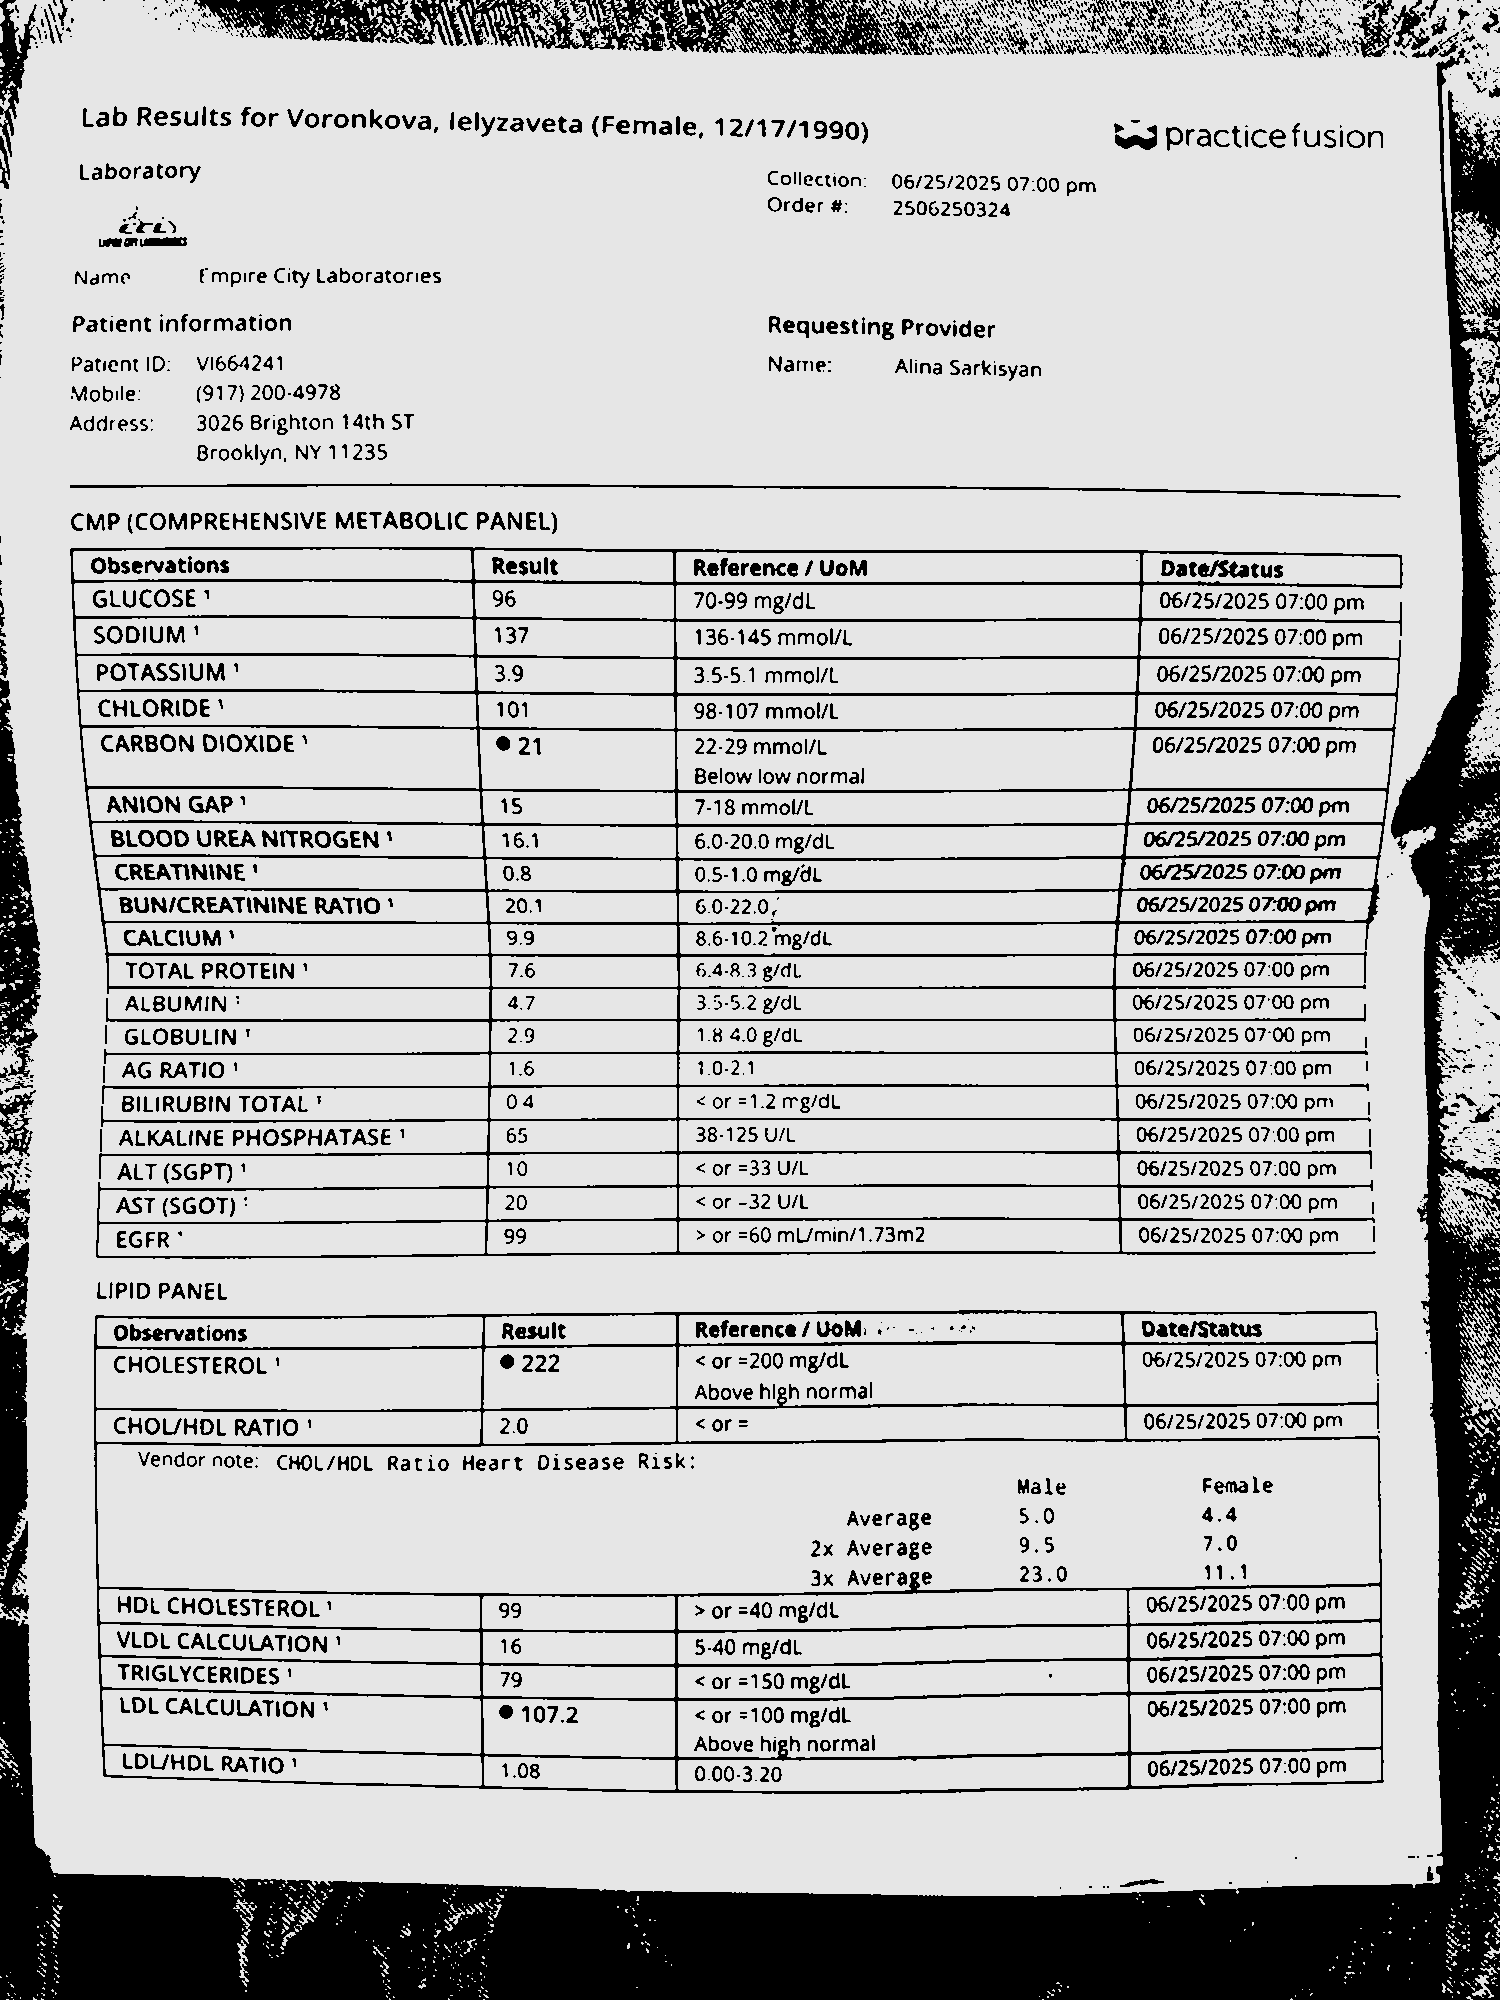 Lab Results for Voronkova, Ielyzaveta (Female, 12/17/1990)
practice fusion
Laboratory
Collection: 06/25/2025 07:00 pm
Order #: 2506250324
Name Empire City Laboratories
Patient information
Requesting Provider
Patient ID: VI664241
Name: Alina Sarkisyan
Mobile: (917) 200-4978
Address: 3026 Brighton 14th ST
Brooklyn, NY 11235
CMP (COMPREHENSIVE METABOLIC PANEL)
Observations Result Reference / UoM Date/Status
GLUCOSE ¹ 96 70-99 mg/dL 06/25/2025 07:00 pm
SODIUM ¹ 137 136-145 mmol/L 06/25/2025 07:00 pm
POTASSIUM ¹ 3.9 3.5-5.1 mmol/L 06/25/2025 07:00 pm
CHLORIDE ¹ 101 98-107 mmol/L 06/25/2025 07:00 pm
CARBON DIOXIDE ¹ ● 21 22-29 mmol/L 06/25/2025 07:00 pm
Below low normal
ANION GAP ¹ 15 7-18 mmol/L 06/25/2025 07:00 pm
BLOOD UREA NITROGEN ¹ 16.1 6.0-20.0 mg/dL 06/25/2025 07:00 pm
CREATININE ¹ 0.8 0.5-1.0 mg/dL 06/25/2025 07:00 pm
BUN/CREATININE RATIO ¹ 20.1 6.0-22.0 06/25/2025 07:00 pm
CALCIUM ¹ 9.9 8.6-10.2 mg/dL 06/25/2025 07:00 pm
TOTAL PROTEIN ¹ 7.6 6.4-8.3 g/dL 06/25/2025 07:00 pm
ALBUMIN ¹ 4.7 3.5-5.2 g/dL 06/25/2025 07:00 pm
GLOBULIN ¹ 2.9 1.8-4.0 g/dL 06/25/2025 07:00 pm
AG RATIO ¹ 1.6 1.0-2.1 06/25/2025 07:00 pm
BILIRUBIN TOTAL ¹ 0.4 < or =1.2 mg/dL 06/25/2025 07:00 pm
ALKALINE PHOSPHATASE ¹ 65 38-125 U/L 06/25/2025 07:00 pm
ALT (SGPT) ¹ 10 < or =33 U/L 06/25/2025 07:00 pm
AST (SGOT) ¹ 20 < or =32 U/L 06/25/2025 07:00 pm
EGFR ¹ 99 > or =60 mL/min/1.73m2 06/25/2025 07:00 pm
LIPID PANEL
Observations Result Reference / UoM Date/Status
CHOLESTEROL ¹ ● 222 < or =200 mg/dL 06/25/2025 07:00 pm
Above high normal
CHOL/HDL RATIO ¹ 2.0 < or = 06/25/2025 07:00 pm
Vendor note: CHOL/HDL Ratio Heart Disease Risk:
Male Female
Average 5.0 4.4
2x Average 9.5 7.0
3x Average 23.0 11.1
HDL CHOLESTEROL ¹ 99 > or =40 mg/dL 06/25/2025 07:00 pm
VLDL CALCULATION ¹ 16 5-40 mg/dL 06/25/2025 07:00 pm
TRIGLYCERIDES ¹ 79 < or =150 mg/dL 06/25/2025 07:00 pm
LDL CALCULATION ¹ ● 107.2 < or =100 mg/dL 06/25/2025 07:00 pm
Above high normal
LDL/HDL RATIO ¹ 1.08 0.00-3.20 06/25/2025 07:00 pm